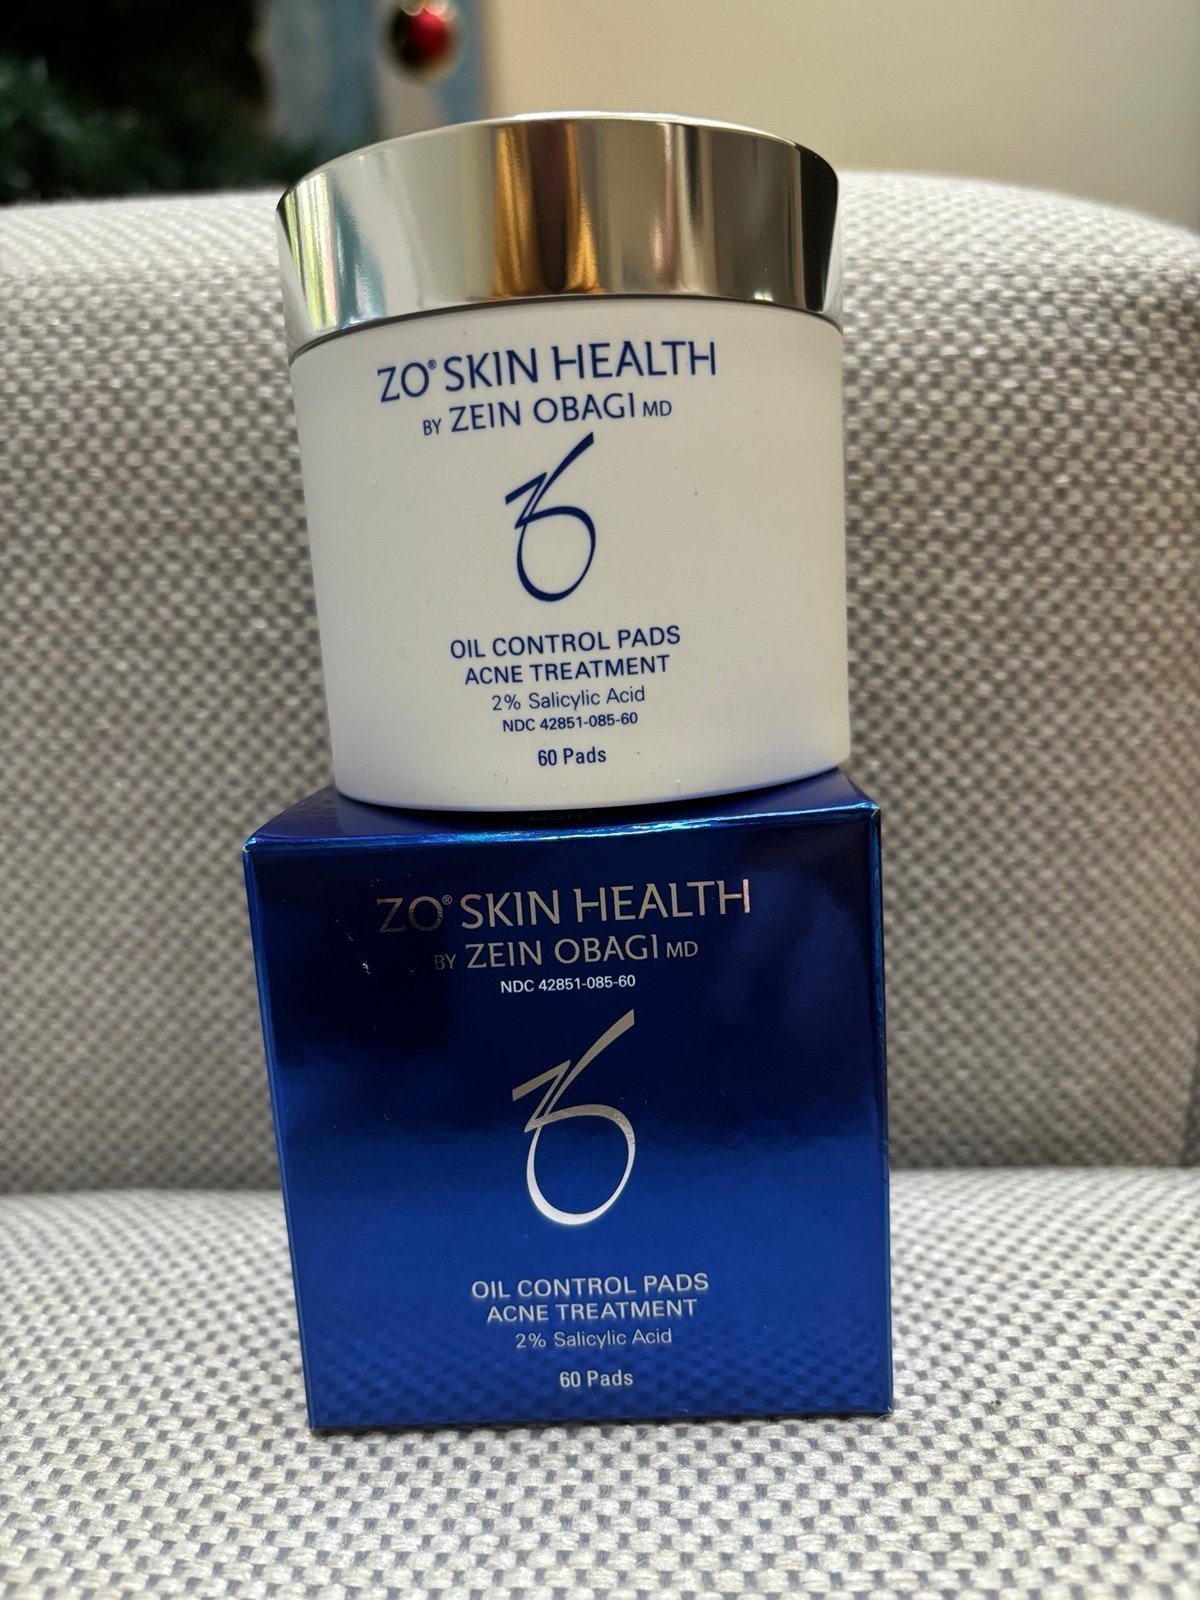 ZO® SKIN HEALTH
BY ZEIN OBAGI MD
OIL CONTROL PADS
ACNE TREATMENT
2% Salicylic Acid
NDC 42851-085-60
60 Pads
ZO® SKIN HEALTH
BY ZEIN OBAGI MD
NDC 42851-085-60
OIL CONTROL PADS
ACNE TREATMENT
2% Salicylic Acid
60 Pads